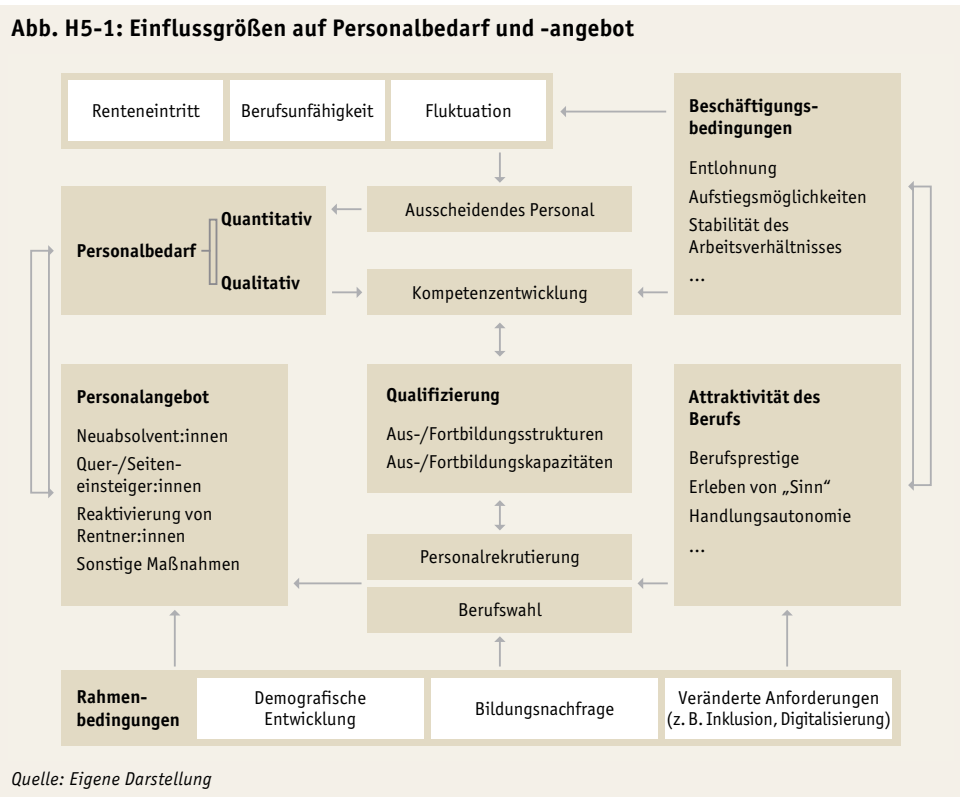 Abb. H5-1: Einflussgrößen auf Personalbedarf und -angebot
Renteneintritt
Berufsunfähigkeit
Fluktuation
Beschäftigungs-
bedingungen
Entlohnung
Aufstiegsmöglichkeiten
Stabilität des
Arbeitsverhältnisses
...
Ausscheidendes Personal
Personalbedarf
Quantitativ
Qualitativ
Kompetenzentwicklung
Personalangebot
Neuabsolvent:innen
Quer-/Seiten-
einsteiger:innen
Reaktivierung von
Rentner:innen
Sonstige Maßnahmen
Qualifizierung
Aus-/Fortbildungsstrukturen
Aus-/Fortbildungskapazitäten
Attraktivität des
Berufs
Berufsprestige
Erleben von „Sinn“
Handlungsautonomie
...
Personalrekrutierung
Berufswahl
Rahmen-
bedingungen
Demografische
Entwicklung
Bildungsnachfrage
Veränderte Anforderungen
(z. B. Inklusion, Digitalisierung)
Quelle: Eigene Darstellung